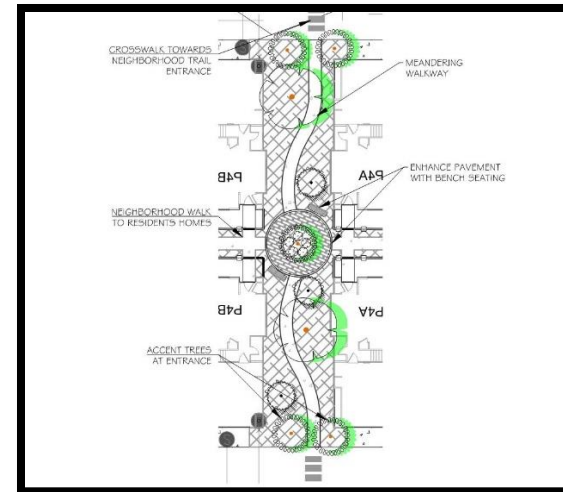 CROSSWALK TOWARDS
NEIGHBORHOOD TRAIL
ENTRANCE
MEANDERING
WALKWAY
P4B
P4A
ENHANCE PAVEMENT
WITH BENCH SEATING
NEIGHBORHOOD WALK
TO RESIDENTS HOMES
P4B
P4A
ACCENT TREES
AT ENTRANCE